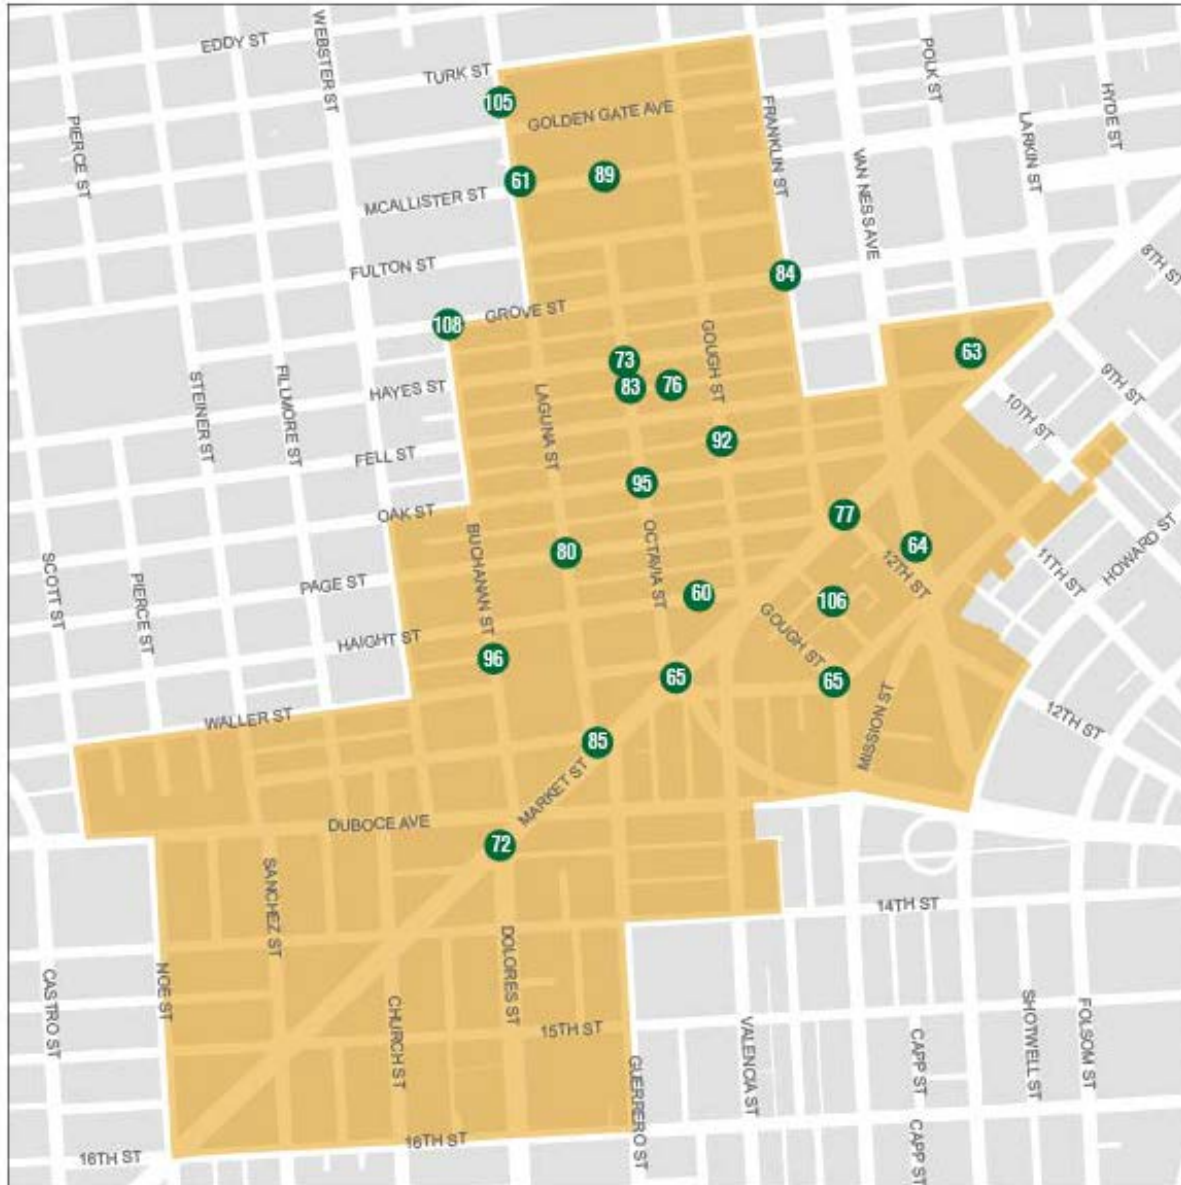 EDDY ST
WEBSTER ST
TURK ST
POLK ST
HYDE ST
105
GOLDEN GATE AVE
FRANKLIN ST
LARKIN ST
PIERCE ST
VAN NESS AVE
61
89
MCALLISTER ST
8TH ST
FULTON ST
84
108
GROVE ST
GOUGH ST
63
73
STEINER ST
FILLMORE ST
HAYES ST
LAGUNA ST
83
76
9TH ST
10TH ST
FELL ST
92
95
OAK ST
77
BUCHANAN ST
OCTAVIA ST
64
SCOTT ST
80
12TH ST
11TH ST
HOWARD ST
PIERCE ST
PAGE ST
60
106
GOUGH ST
HAIGHT ST
96
65
65
MISSION ST
WALLER ST
12TH ST
85
MARKET ST
DUBOCE AVE
72
SANCHEZ ST
14TH ST
DOLORES ST
CASTRO ST
NOE ST
CHURCH ST
15TH ST
VALENCIA ST
CAPP ST
SHOTWELL ST
FOLSOM ST
GUERRERO ST
16TH ST
16TH ST
CAPP ST